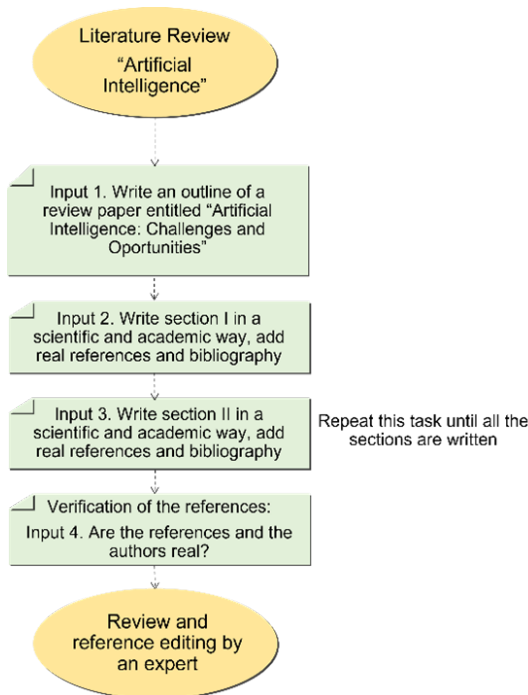 Literature Review
“Artificial
Intelligence”
Input 1. Write an outline of a
review paper entitled “Artificial
Intelligence: Challenges and
Oportunities”
Input 2. Write section I in a
scientific and academic way, add
real references and bibliography
Input 3. Write section II in a
scientific and academic way, add
real references and bibliography
Repeat this task until all the
sections are written
Verification of the references:
Input 4. Are the references and the
authors real?
Review and
reference editing by
an expert